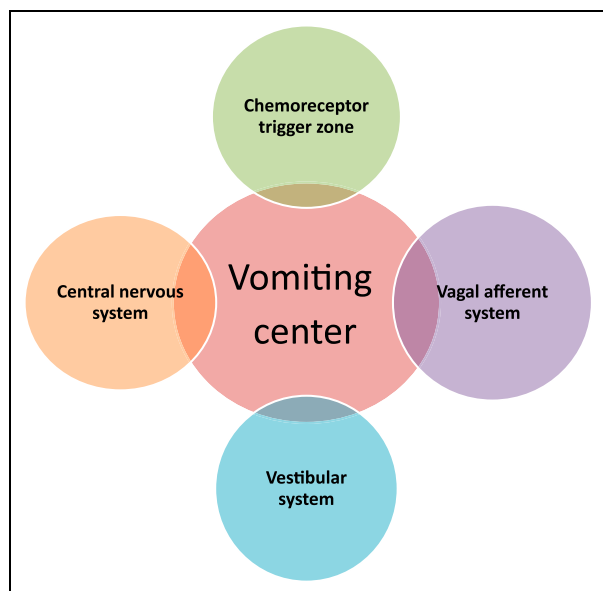 Chemoreceptor
trigger zone
Vomiting
center
Central nervous
system
Vagal afferent
system
Vestibular
system